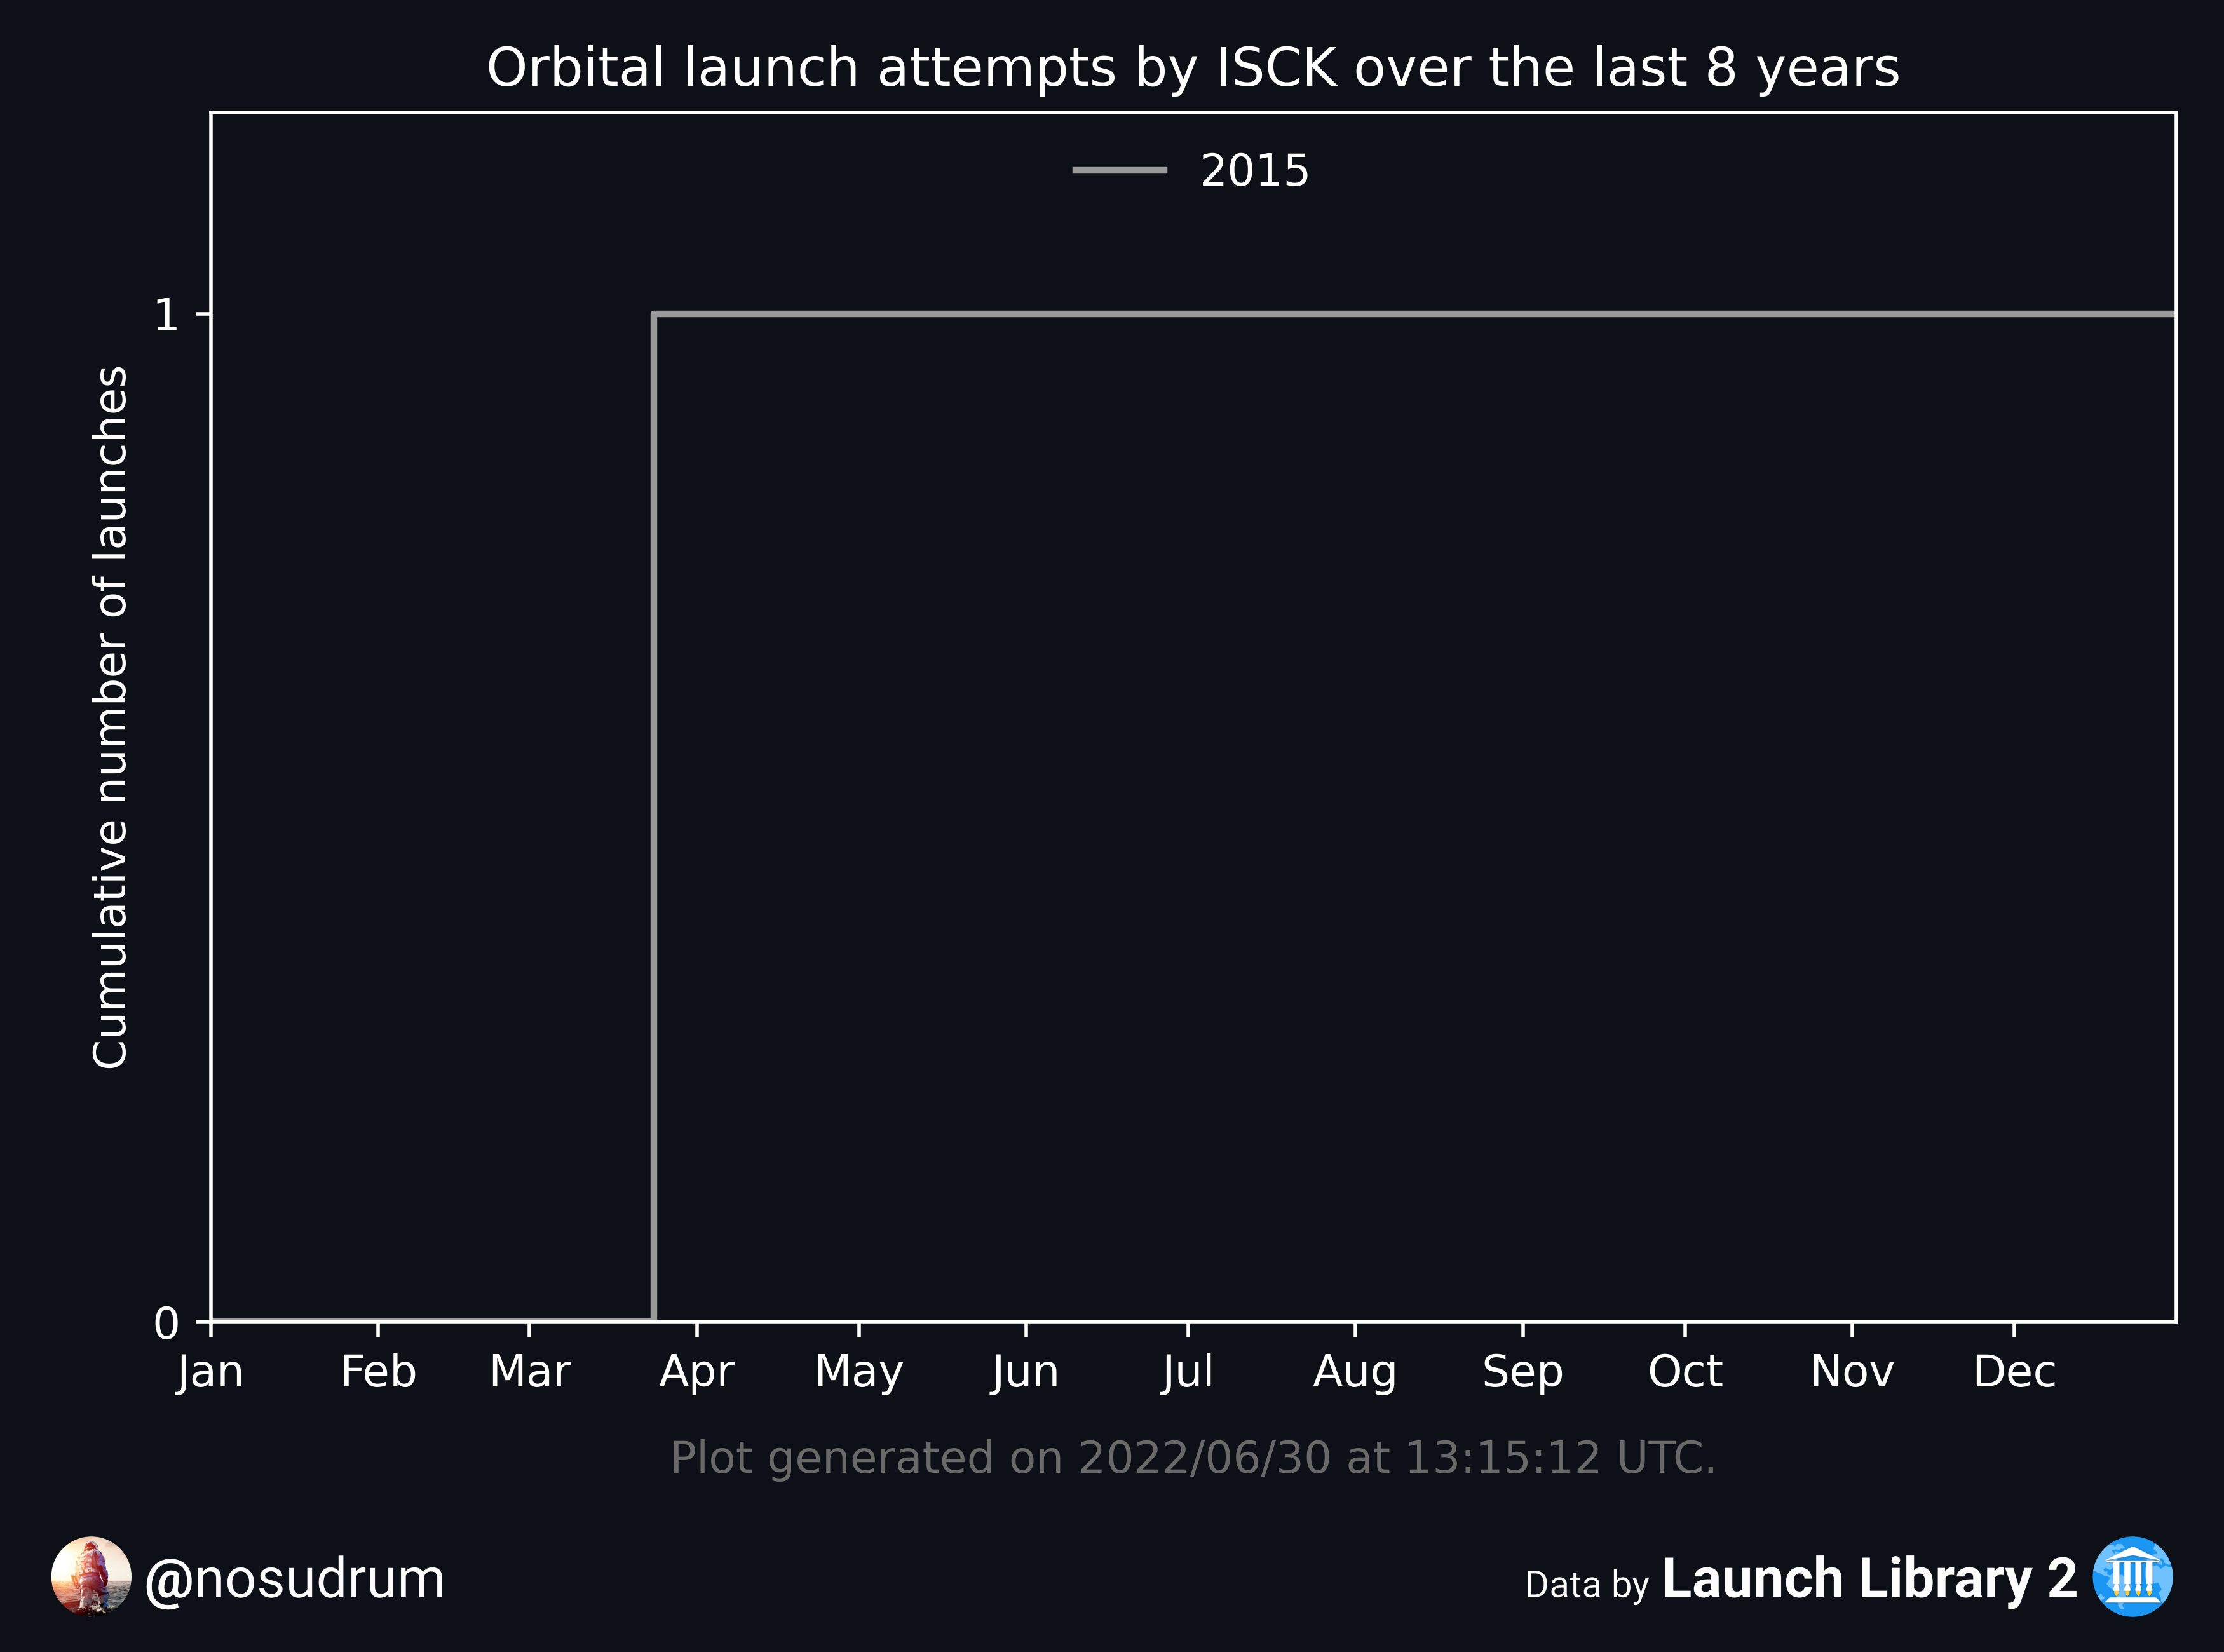 Orbital launch attempts by ISCK over the last 8 years
2015
1
Cumulative number of launches
0
Jan Feb Mar Apr May Jun Jul Aug Sep Oct Nov Dec
Plot generated on 2022/06/30 at 13:15:12 UTC.
@nosudrum
Data by Launch Library 2